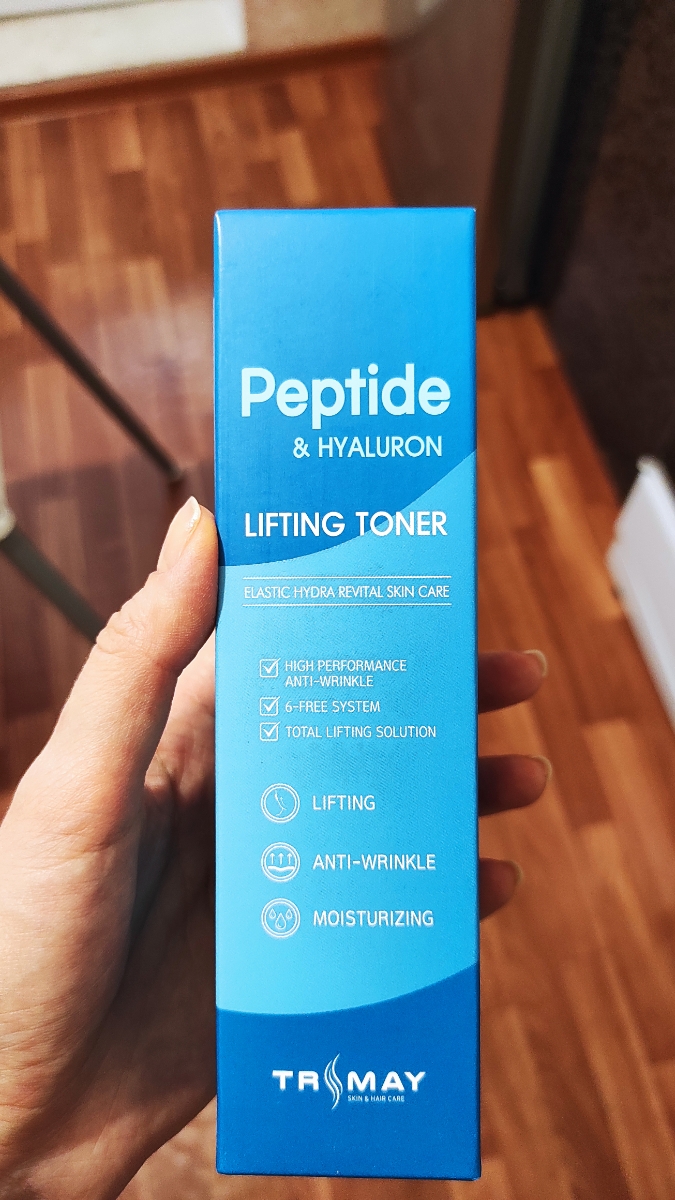 Peptide
& HYALURON
LIFTING TONER
ELASTIC HYDRA REVITAL SKIN CARE
HIGH PERFORMANCE
ANTI-WRINKLE
6-FREE SYSTEM
TOTAL LIFTING SOLUTION
LIFTING
ANTI-WRINKLE
MOISTURIZING
TRIMAY
SKIN & HAIR CARE